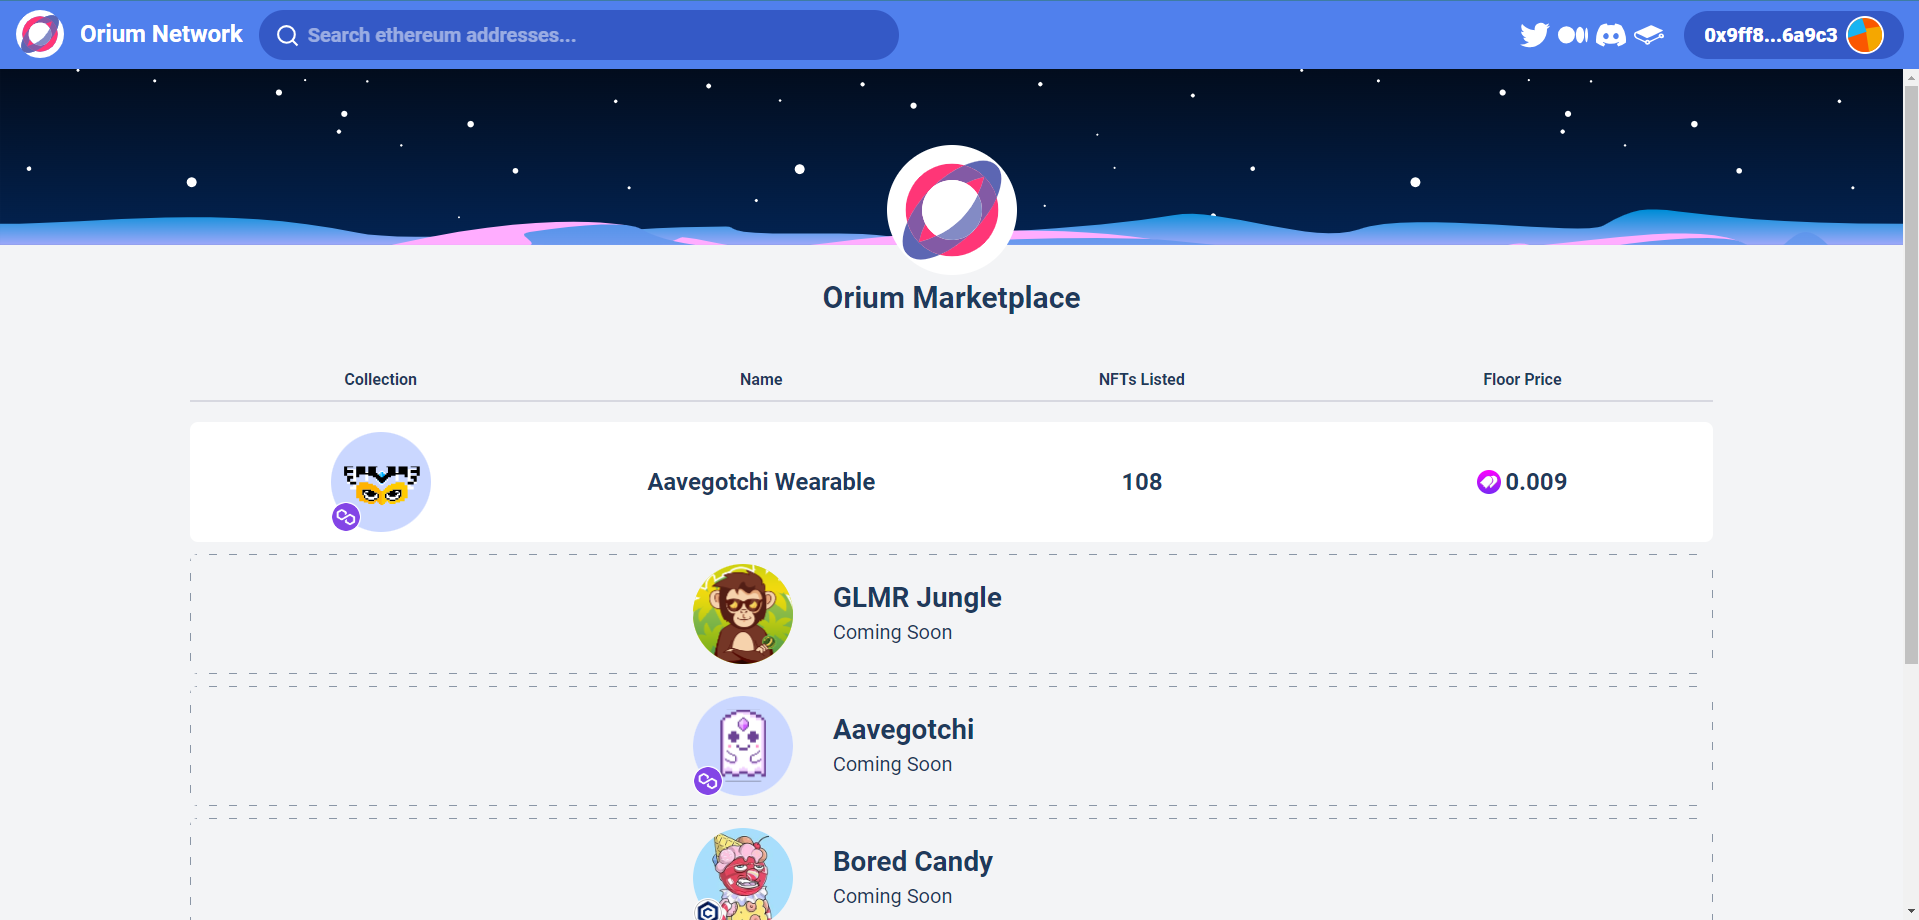 Orium Network
Search ethereum addresses...
0x9ff8...6a9c3
Orium Marketplace
Collection Name NFTs Listed Floor Price
Aavegotchi Wearable 108 0.009
GLMR Jungle
Coming Soon
Aavegotchi
Coming Soon
Bored Candy
Coming Soon